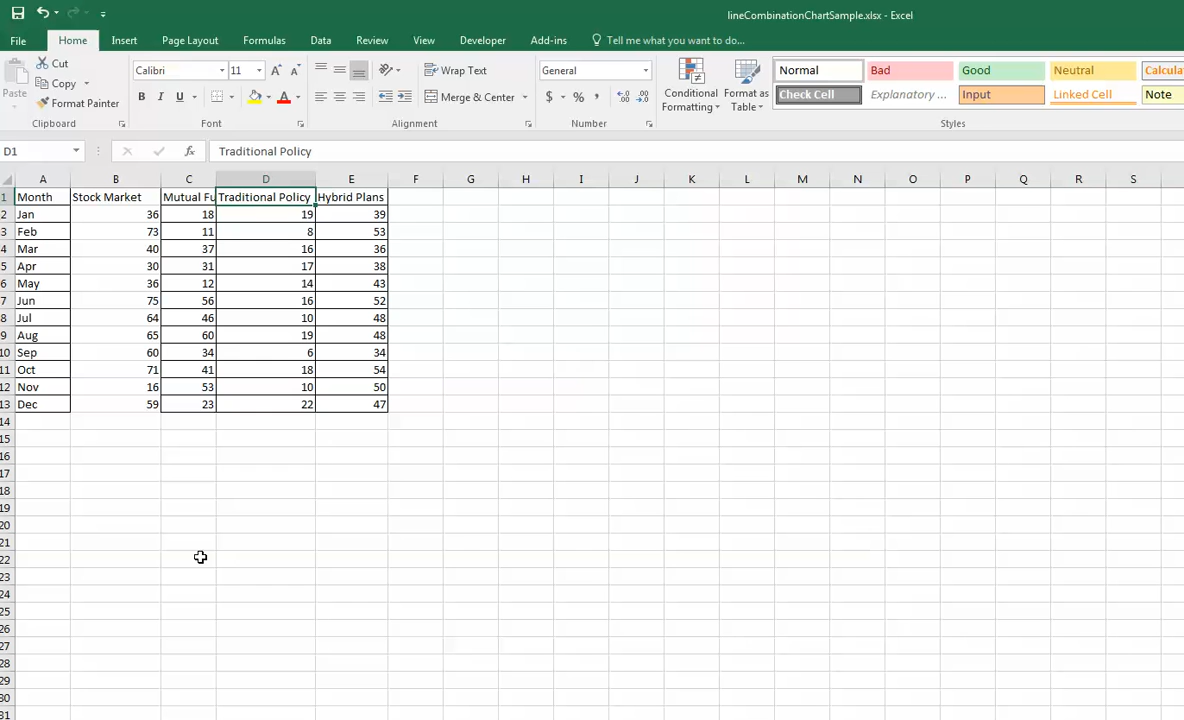 lineCombinationChartSample.xlsx - Excel
File Home Insert Page Layout Formulas Data Review View Developer Add-ins Tell me what you want to do...
Paste Cut Calibri 11 A A Wrap Text General Conditional Formatting Format as Table Normal Bad Good Neutral Calcula
Copy B I U A Merge & Center $ % , Check Cell Explanatory ... Input Linked Cell Note
Format Painter
Clipboard Font Alignment Number Styles
D1 fx Traditional Policy
A B C D E F G H I J K L M N O P Q R S
1 Month Stock Market Mutual Fu Traditional Policy Hybrid Plans
2 Jan 36 18 19 39
3 Feb 73 11 8 53
4 Mar 40 37 16 36
5 Apr 30 31 17 38
6 May 36 12 14 43
7 Jun 75 56 16 52
8 Jul 64 46 10 48
9 Aug 65 60 19 48
10 Sep 60 34 6 34
11 Oct 71 41 18 54
12 Nov 16 53 10 50
13 Dec 59 23 22 47
14
15
16
17
18
19
20
21
22
23
24
25
26
27
28
29
30
31